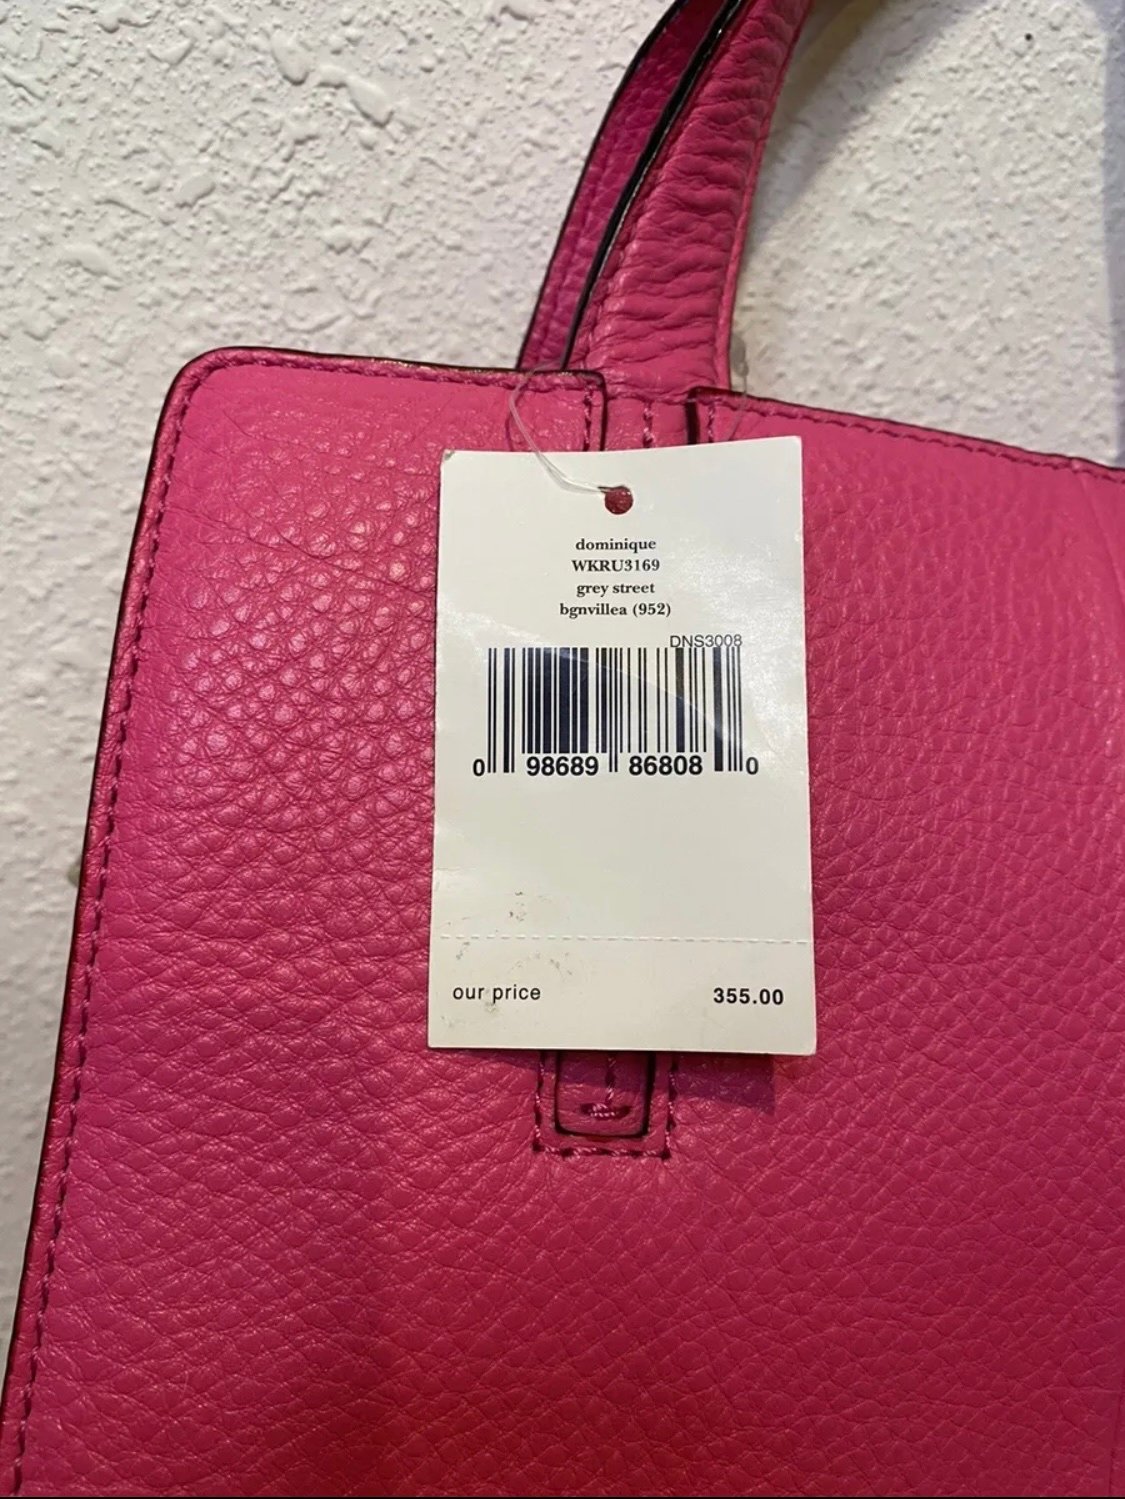 dominique
WKRU3169
grey street
bgnvillea (952)
DNS3008
0 98689 86808 0
our price 355.00